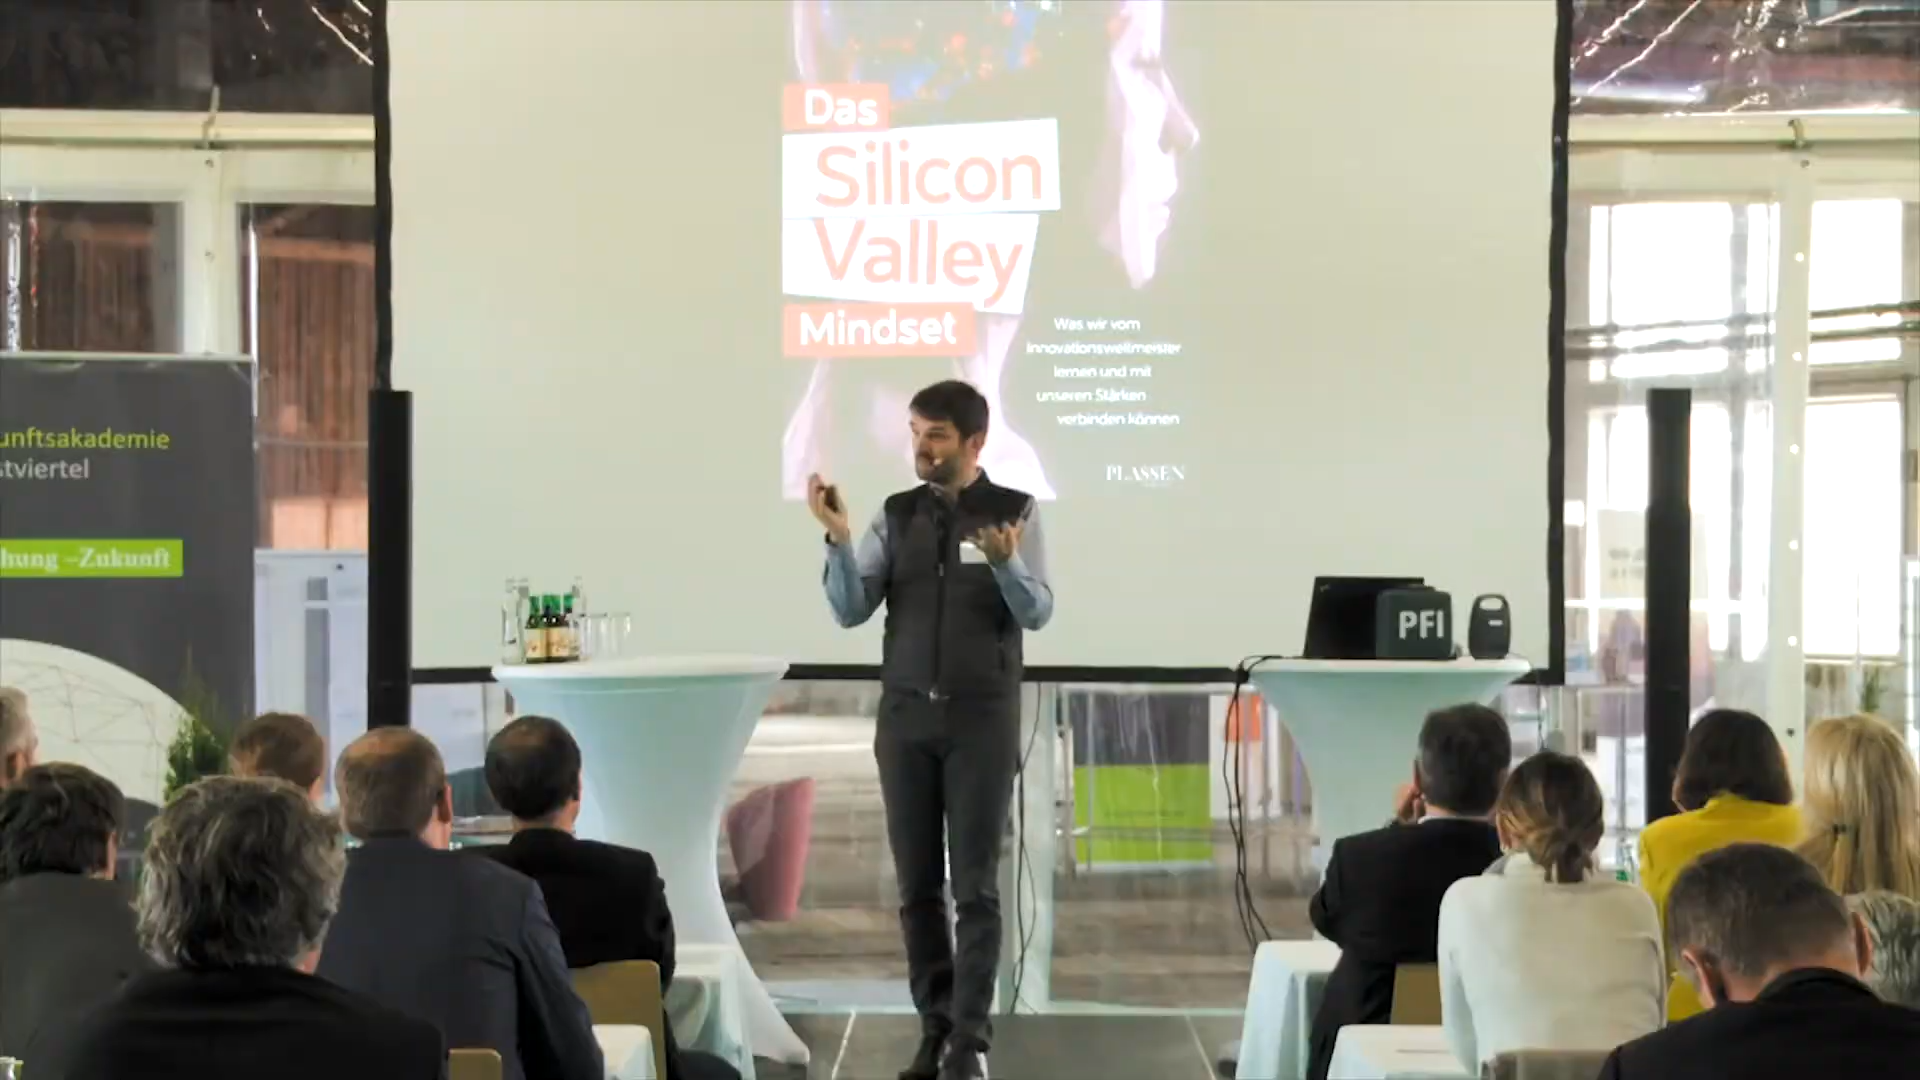 Das
Silicon
Valley
Mindset
Was wir vom
Innovationsweltmeister
lernen und mit
unseren Stärken
verbinden können
PLASSEN
unftsakademie
stviertel
hung –Zukunft
PFI